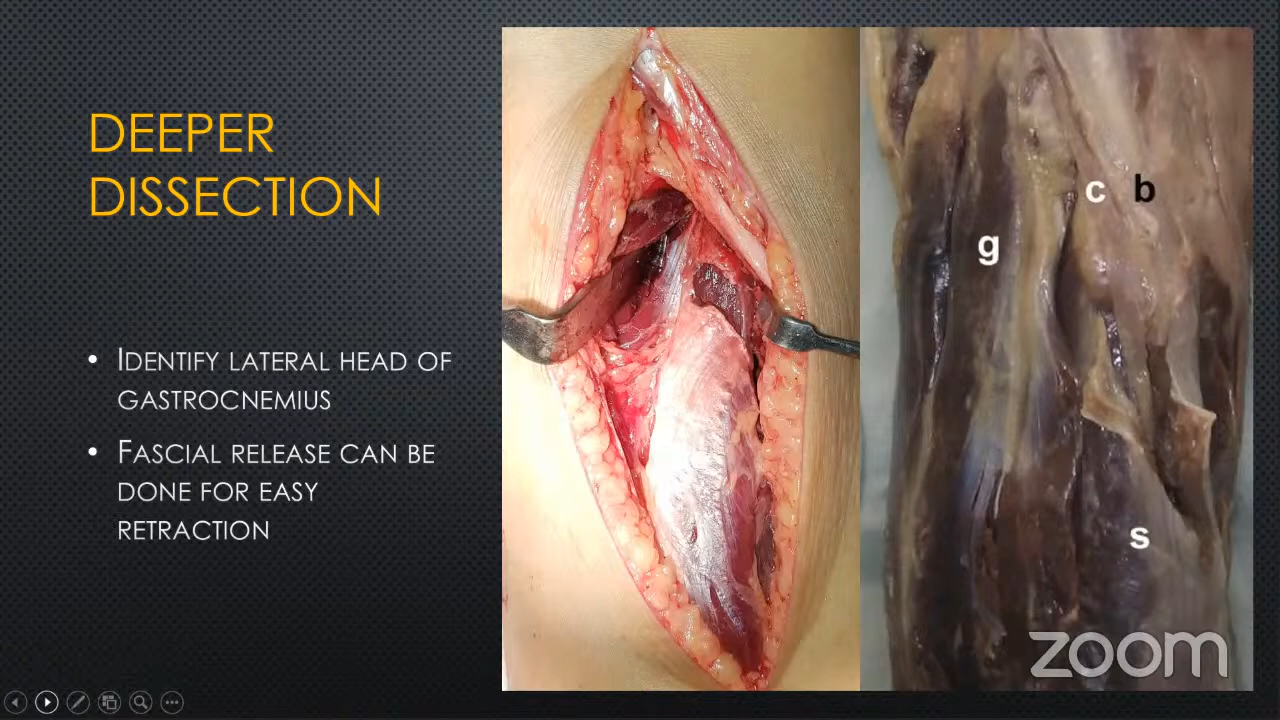 DEEPER
DISSECTION
• IDENTIFY LATERAL HEAD OF
GASTROCNEMIUS
• FASCIAL RELEASE CAN BE
DONE FOR EASY
RETRACTION
c b
g
s
zoom